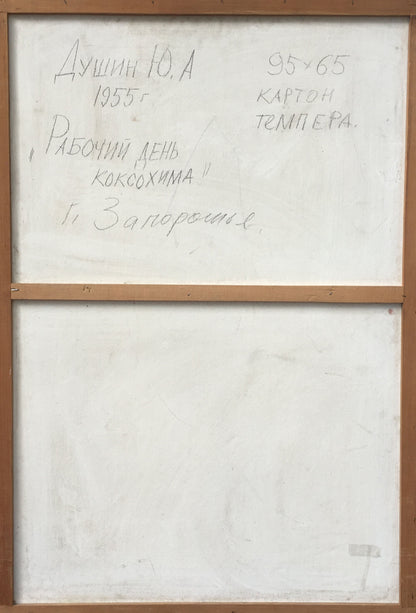 Душин Ю.А
1955г
"Рабочий день
коксохима"
г. Запорожье.
95×65
картон
темпера.